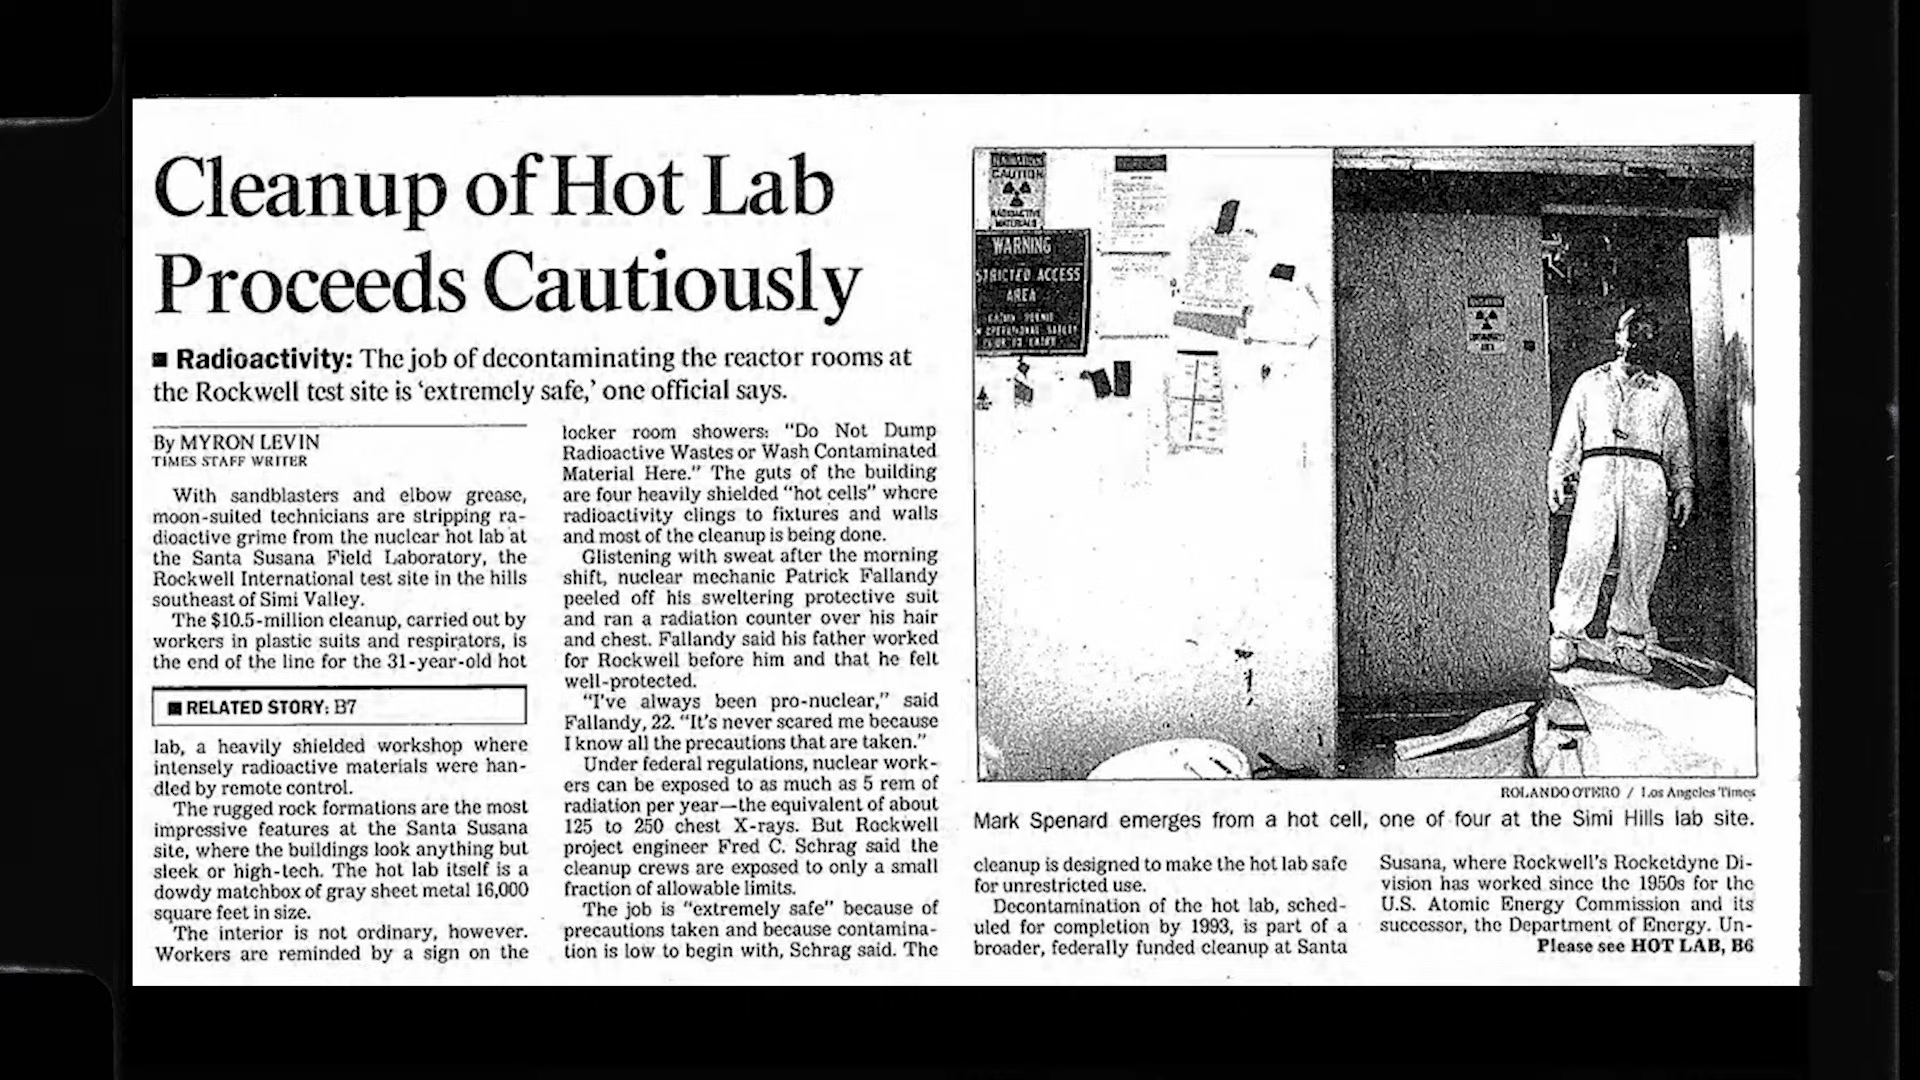 Cleanup of Hot Lab
Proceeds Cautiously
■ Radioactivity: The job of decontaminating the reactor rooms at
the Rockwell test site is ‘extremely safe,’ one official says.
By MYRON LEVIN
TIMES STAFF WRITER
With sandblasters and elbow grease,
moon-suited technicians are stripping ra-
dioactive grime from the nuclear hot lab at
the Santa Susana Field Laboratory, the
Rockwell International test site in the hills
southeast of Simi Valley.
The $10.5-million cleanup, carried out by
workers in plastic suits and respirators, is
the end of the line for the 31-year-old hot
■ RELATED STORY: B7
lab, a heavily shielded workshop where
intensely radioactive materials were han-
dled by remote control.
The rugged rock formations are the most
impressive features at the Santa Susana
site, where the buildings look anything but
sleek or high-tech. The hot lab itself is a
dowdy matchbox of gray sheet metal 16,000
square feet in size.
The interior is not ordinary, however.
Workers are reminded by a sign on the
locker room showers: “Do Not Dump
Radioactive Wastes or Wash Contaminated
Material Here.” The guts of the building
are four heavily shielded “hot cells” where
radioactivity clings to fixtures and walls
and most of the cleanup is being done.
Glistening with sweat after the morning
shift, nuclear mechanic Patrick Fallandy
peeled off his sweltering protective suit
and ran a radiation counter over his hair
and chest. Fallandy said his father worked
for Rockwell before him and that he felt
well-protected.
“I’ve always been pro-nuclear,” said
Fallandy, 22. “It’s never scared me because
I know all the precautions that are taken.”
Under federal regulations, nuclear work-
ers can be exposed to as much as 5 rem of
radiation per year—the equivalent of about
125 to 250 chest X-rays. But Rockwell
project engineer Fred C. Schrag said the
cleanup crews are exposed to only a small
fraction of allowable limits.
The job is “extremely safe” because of
precautions taken and because contamina-
tion is low to begin with, Schrag said. The
CAUTION
RADIOACTIVE
MATERIALS
WARNING
STRICTED ACCESS
AREA
ROLANDO OTERO / Los Angeles Times
Mark Spenard emerges from a hot cell, one of four at the Simi Hills lab site.
cleanup is designed to make the hot lab safe
for unrestricted use.
Decontamination of the hot lab, sched-
uled for completion by 1993, is part of a
broader, federally funded cleanup at Santa
Susana, where Rockwell’s Rocketdyne Di-
vision has worked since the 1950s for the
U.S. Atomic Energy Commission and its
successor, the Department of Energy. Un-
Please see HOT LAB, B6